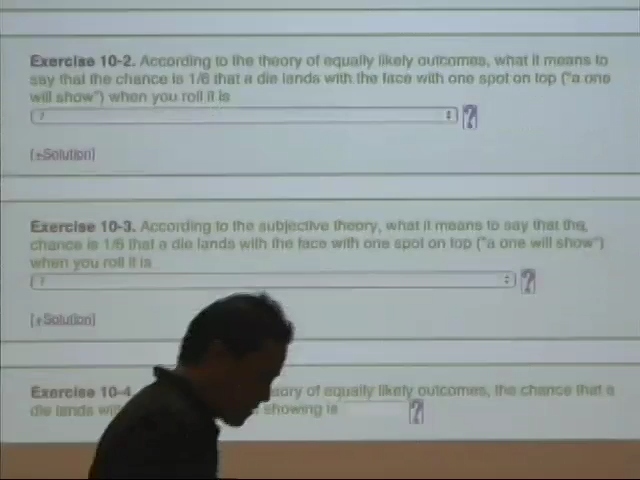 Exercise 10-2. According to the theory of equally likely outcomes, what it means to
say that the chance is 1/6 that a die lands with the face with one spot on top ("a one
will show") when you roll it is
?
?
[+Solution]
Exercise 10-3. According to the subjective theory, what it means to say that the
chance is 1/6 that a die lands with the face with one spot on top ("a one will show")
when you roll it is
?
?
[+Solution]
Exercise 10-4 of equally likely outcomes, the chance that a
die lands showing is
?